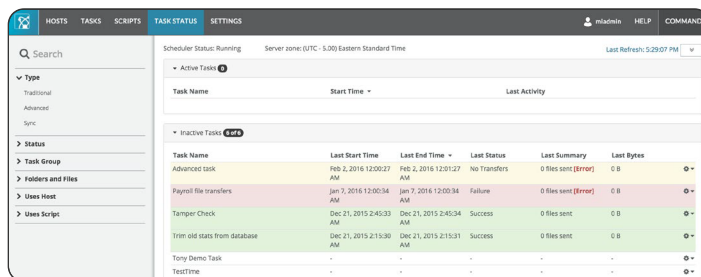 HOSTS TASKS SCRIPTS TASK STATUS SETTINGS mladmin HELP COMMAND
Search
Type
Traditional
Advanced
Sync
Status
Task Group
Folders and Files
Uses Host
Uses Script
Scheduler Status: Running Server zone: (UTC - 5.00) Eastern Standard Time Last Refresh: 5:29:07 PM
Active Tasks 0
Task Name Start Time Last Activity
Inactive Tasks 6 of 6
Task Name Last Start Time Last End Time Last Status Last Summary Last Bytes
Advanced task Feb 2, 2016 12:00:27 Feb 2, 2016 12:01:27 No Transfers 0 files sent [Error] 0 B
AM AM
Payroll file transfers Jan 7, 2016 12:00:34 Jan 7, 2016 12:00:34 Failure 0 files sent [Error] 0 B
AM AM
Tamper Check Dec 21, 2015 2:45:33 Dec 21, 2015 2:45:34 Success 0 files sent 0 B
AM AM
Trim old stats from database Dec 21, 2015 2:15:30 Dec 21, 2015 2:15:31 Success 0 files sent 0 B
AM AM
Tony Demo Task - - - - -
TestTime - - - - -